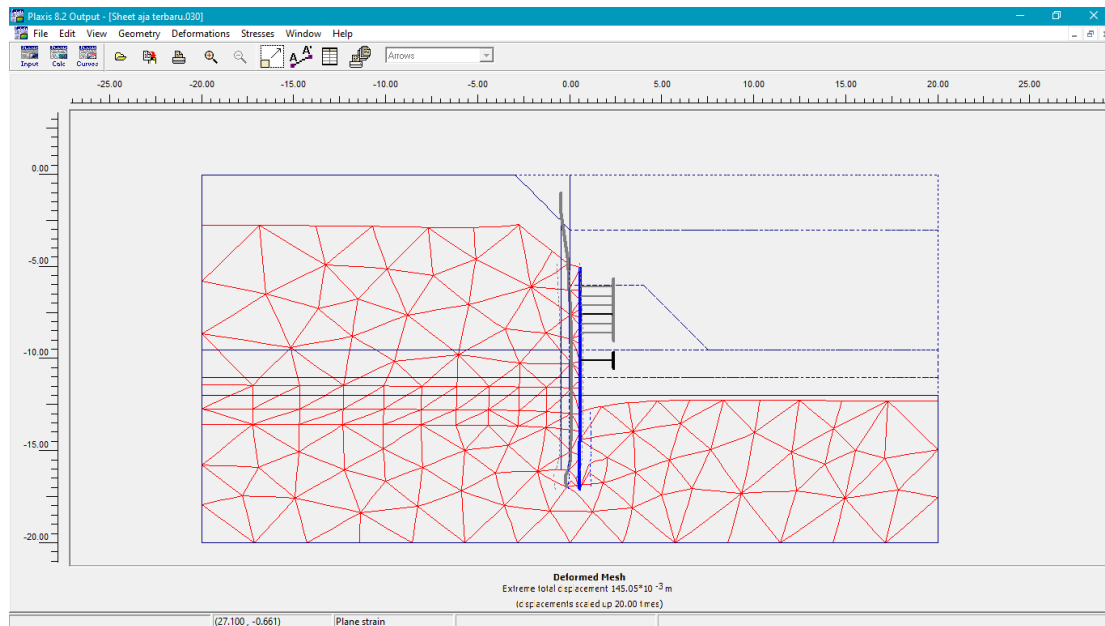 Plaxis 8.2 Output - [Sheet aja terbaru.030]
File Edit View Geometry Deformations Stresses Window Help
Input Calc Curves Arrows
-25.00 -20.00 -15.00 -10.00 -5.00 0.00 5.00 10.00 15.00 20.00 25.00
0.00
-5.00
-10.00
-15.00
-20.00
Deformed Mesh
Extreme total displacement 145.05*10 -3 m
(displacements scaled up 20.00 times)
(27.100 , -0.661) Plane strain